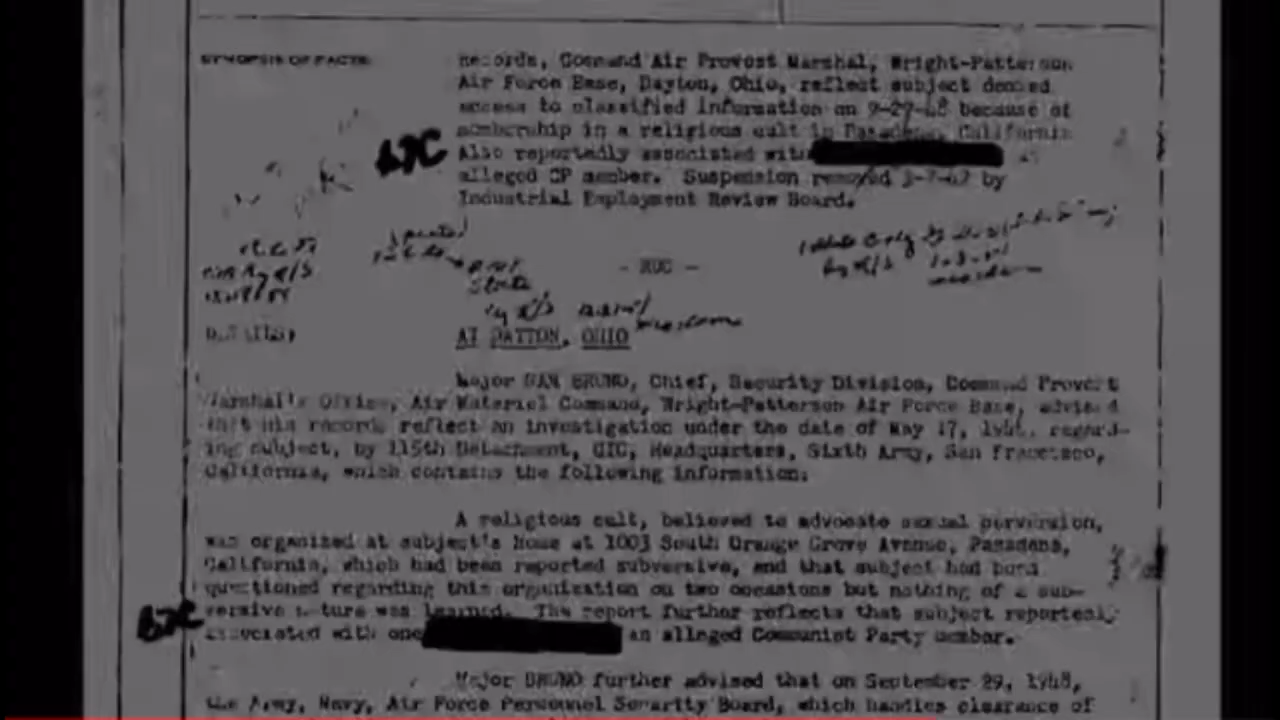 SYNOPSIS OF FACTS:
Records, Command Air Provost Marshal, Wright-Patterson
Air Force Base, Dayton, Ohio, reflect subject denied
access to classified information on 9-29-48 because of
membership in a religious cult in Pasadena, California
Also reportedly associated with
b7C
alleged CP member. Suspension removed 3-7-49 by
Industrial Employment Review Board.
- RUC -
DETAILS:
AT DAYTON, OHIO
Major SAM BRUNO, Chief, Security Division, Command Provost
Marshal's Office, Air Materiel Command, Wright-Patterson Air Force Base, advised
that his records reflect an investigation under the date of May 17, regard-
ing subject, by 115th Detachment, CIC, Headquarters, Sixth Army, San Francisco,
California, which contains the following information:
A religious cult, believed to advocate sexual perversion,
was organized at subject's home at 1003 South Orange Grove Avenue, Pasadena,
California, which had been reported subversive, and that subject had been
questioned regarding this organization on two occasions but nothing of a sub-
versive nature was learned. The report further reflects that subject reportedly
b7C
associated with one an alleged Communist Party member.
Major BRUNO further advised that on September 29, 1948,
the Army, Navy, Air Force Personnel Security Board, which handles clearance of